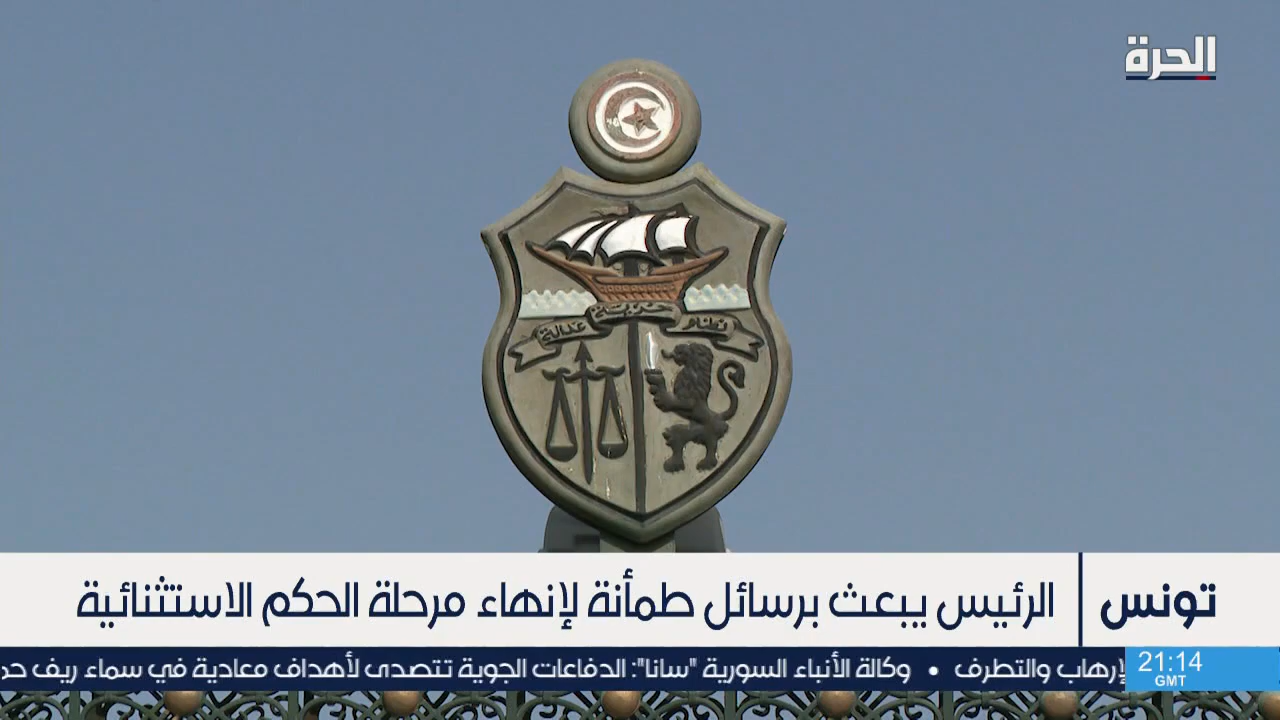 الحرة
حرية
نظام
عدالة
تونس
الرئيس يبعث برسائل طمأنة لإنهاء مرحلة الحكم الاستثنائية
لإرهاب والتطرف • وكالة الأنباء السورية "سانا": الدفاعات الجوية تتصدى لأهداف معادية في سماء ريف
21:14
GMT